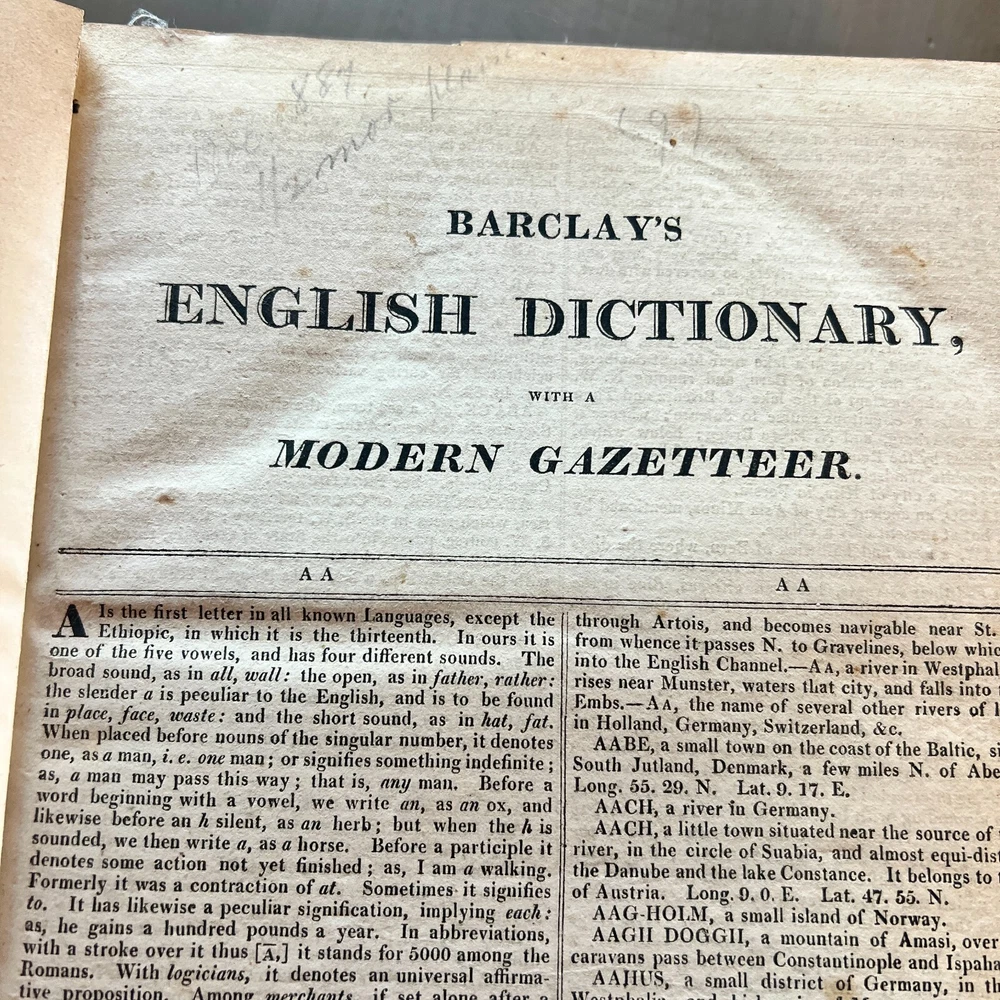 884.
1/2 mor plain
(9)
BARCLAY'S
ENGLISH DICTIONARY,
WITH A
MODERN GAZETTEER.
A A
A Is the first letter in all known Languages, except the
Ethiopic, in which it is the thirteenth. In ours it is
one of the five vowels, and has four different sounds. The
broad sound, as in all, wall: the open, as in father, rather:
the slender a is peculiar to the English, and is to be found
in place, face, waste: and the short sound, as in hat, fat.
When placed before nouns of the singular number, it denotes
one, as a man, i. e. one man; or signifies something indefinite;
as, a man may pass this way; that is, any man. Before a
word beginning with a vowel, we write an, as an ox, and
likewise before an h silent, as an herb; but when the h is
sounded, we then write a, as a horse. Before a participle it
denotes some action not yet finished; as, I am a walking.
Formerly it was a contraction of at. Sometimes it signifies
to. It has likewise a peculiar signification, implying each:
as, he gains a hundred pounds a year. In abbreviations,
with a stroke over it thus [Ā,] it stands for 5000 among the
Romans. With logicians, it denotes an universal affirma-
tive proposition. Among merchants, if set alone after a
A A
through Artois, and becomes navigable near St.
from whence it passes N. to Gravelines, below
into the English Channel.—AA, a river in
rises near Munster, waters that city, and falls into
Embs.—AA, the name of several other rivers of
in Holland, Germany, Switzerland, &c.
AABE, a small town on the coast of the Baltic,
South Jutland, Denmark, a few miles N. of
Long. 55. 29. N. Lat. 9. 17. E.
AACH, a river in Germany.
AACH, a little town situated near the source of
river, in the circle of Suabia, and almost
the Danube and the lake Constance. It belongs to
of Austria. Long. 9. 0. E. Lat. 47. 55. N.
AAG-HOLM, a small island of Norway.
AAGH DOGGH, a mountain of Amasi, over
caravans pass between Constantinople and
AAHUS, a small district of Germany, in